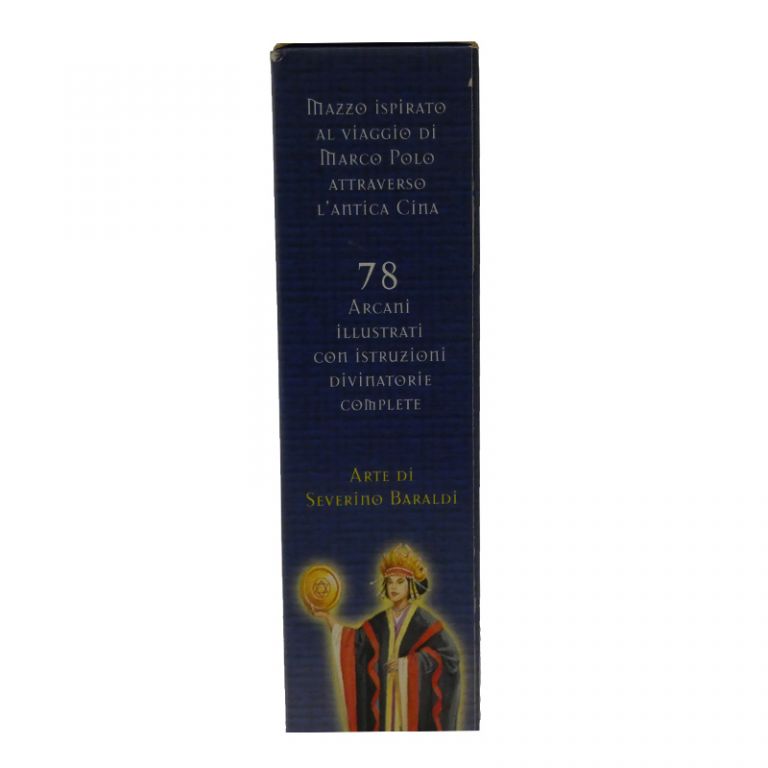 Mazzo ispirato
al viaggio di
Marco Polo
attraverso
l'antica Cina
78
Arcani
illustrati
con istruzioni
divinatorie
complete
Arte di
Severino Baraldi